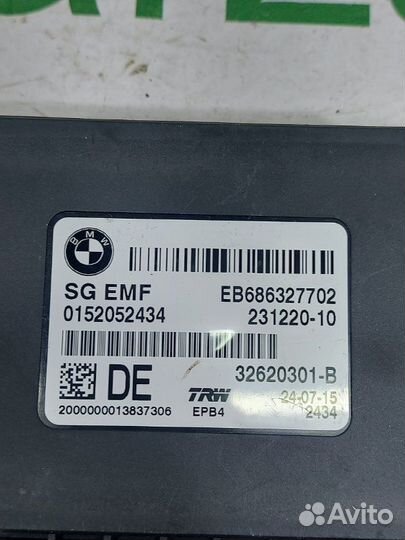 BMW
SG EMF EB686327702
0152052434 231220-10
32620301-B
DE TRW 24-07-15
2000000013837306 EPB4 2434
Avito